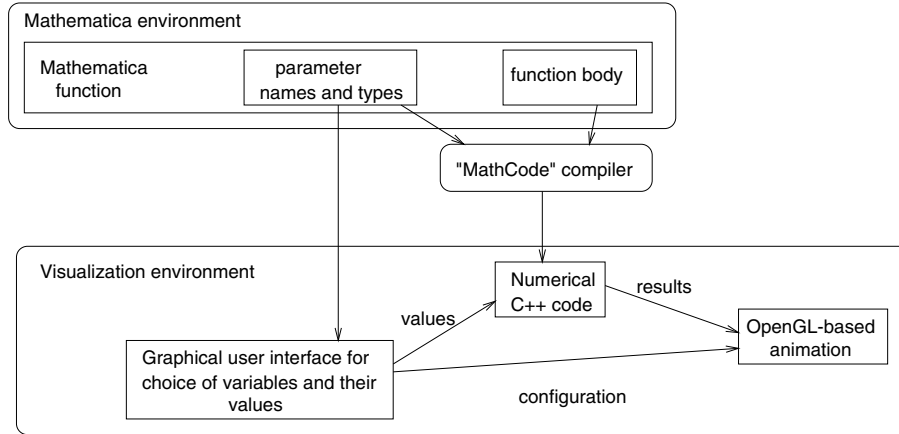 Mathematica environment
Mathematica
function
parameter
names and types
function body
"MathCode" compiler
Visualization environment
Numerical
C++ code
results
values
OpenGL-based
animation
Graphical user interface for
choice of variables and their
values
configuration